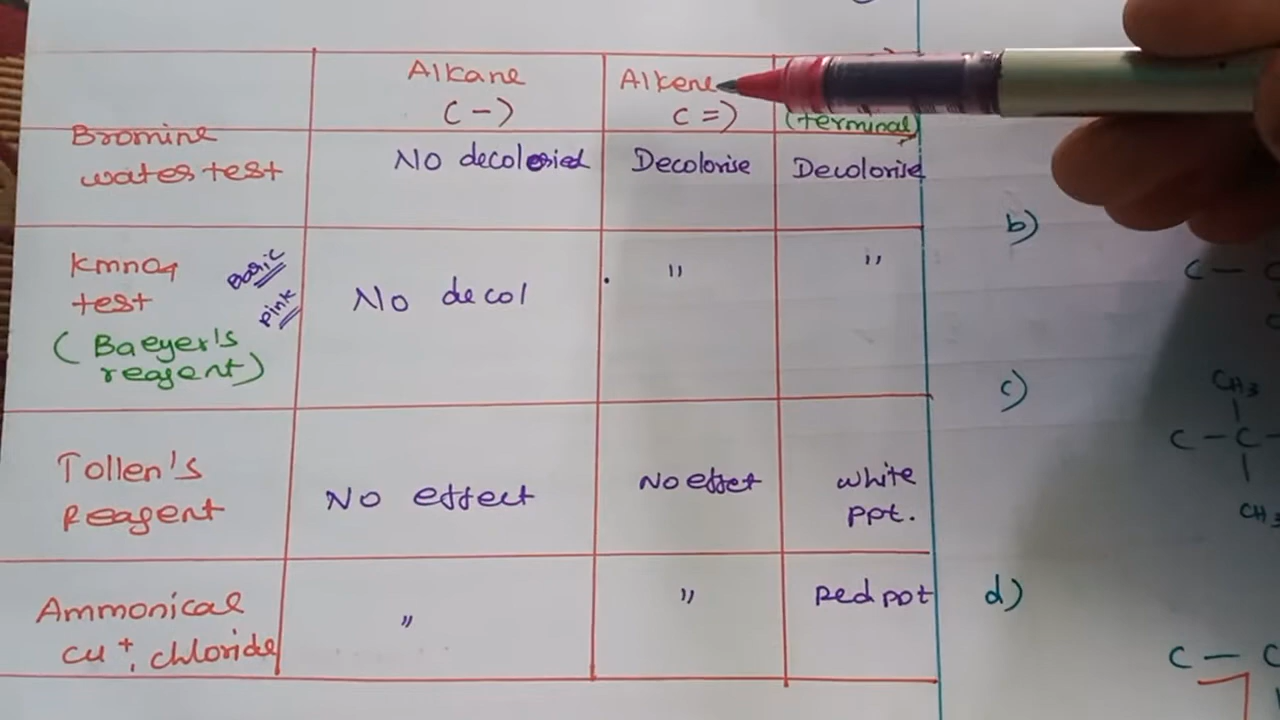 Alkane
(-)
Alkene
(=)
(terminal)
Bromine
water test
No decolorised
Decolorise
Decolorise
KMnO4
test
Basic
Pink
(Baeyer's
reagent)
No decol
"
"
Tollen's
Reagent
No effect
No effect
white
ppt.
Ammonical
Cu+, chloride
"
"
Red ppt
b)
C - C
c)
CH3
C - C -
CH3
d)
C - C